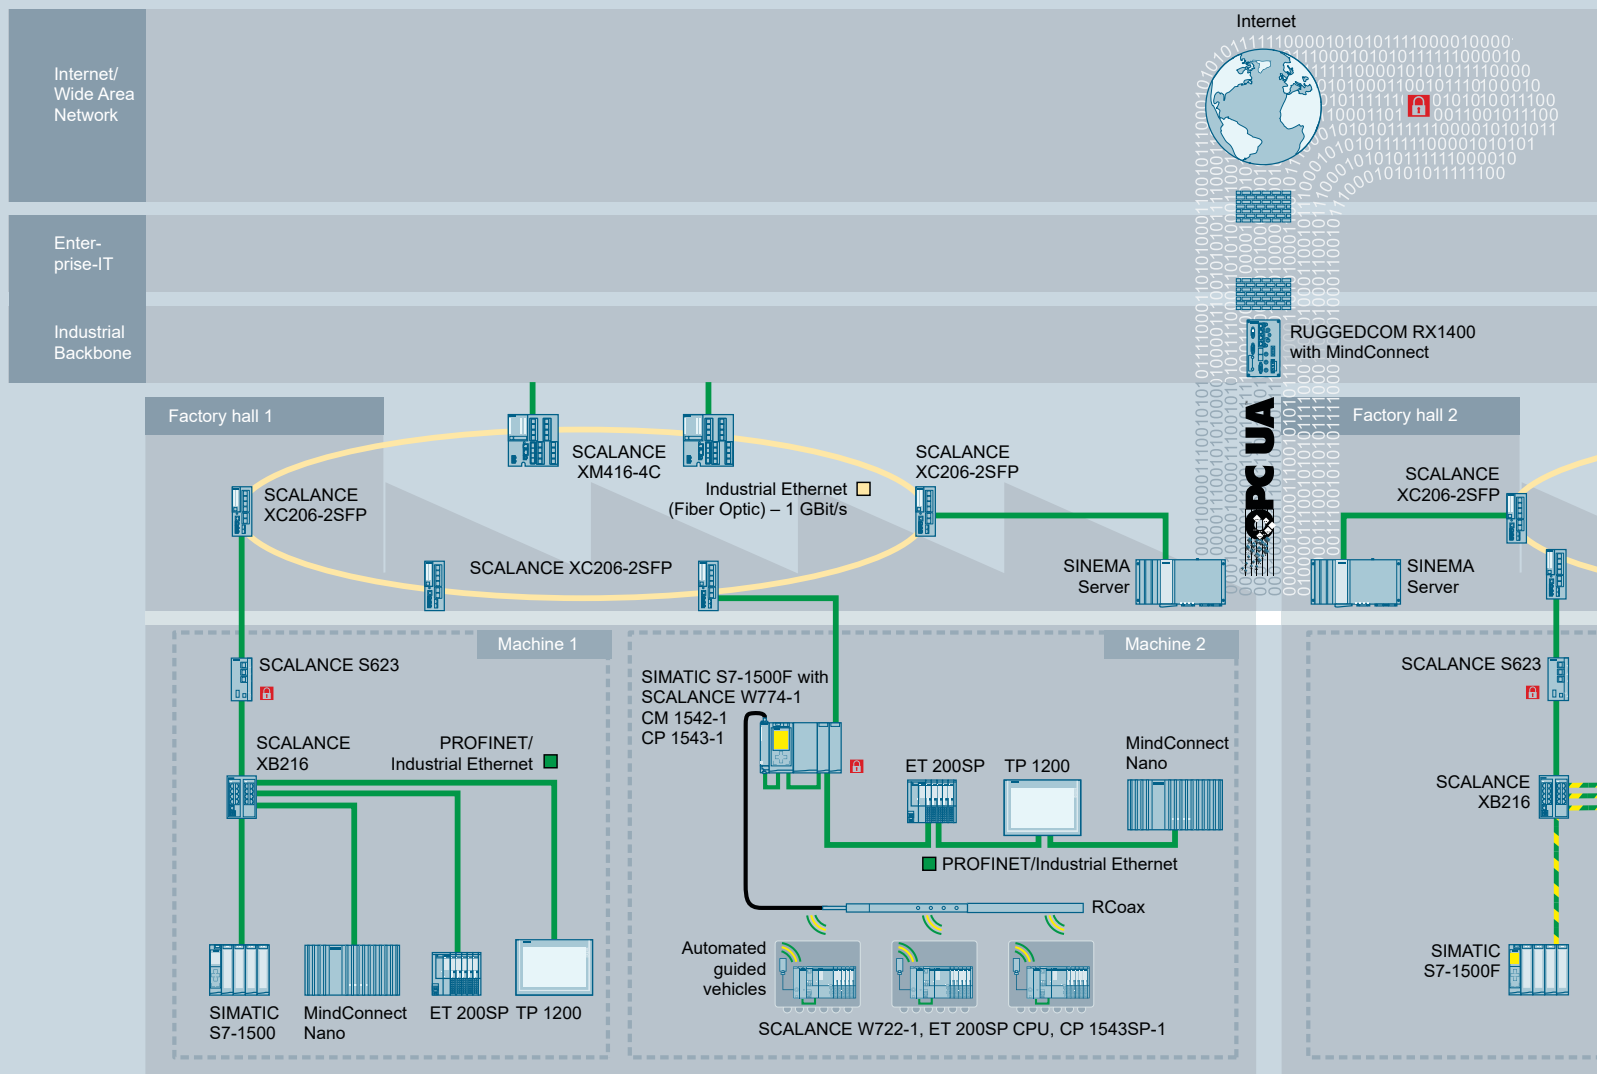 Internet
Internet/
Wide Area
Network
Enter-
prise-IT
Industrial
Backbone
RUGGEDCOM RX1400
with MindConnect
OPC UA
Factory hall 1
SCALANCE
XM416-4C
SCALANCE
XC206-2SFP
Industrial Ethernet
(Fiber Optic) – 1 GBit/s
SCALANCE
XC206-2SFP
SCALANCE XC206-2SFP
SINEMA
Server
Factory hall 2
SCALANCE
XC206-2SFP
SINEMA
Server
Machine 1
SCALANCE S623
SCALANCE
XB216
PROFINET/
Industrial Ethernet
SIMATIC
S7-1500
MindConnect
Nano
ET 200SP
TP 1200
Machine 2
SIMATIC S7-1500F with
SCALANCE W774-1
CM 1542-1
CP 1543-1
ET 200SP
TP 1200
MindConnect
Nano
PROFINET/Industrial Ethernet
RCoax
Automated
guided
vehicles
SCALANCE W722-1, ET 200SP CPU, CP 1543SP-1
SCALANCE S623
SCALANCE
XB216
SIMATIC
S7-1500F